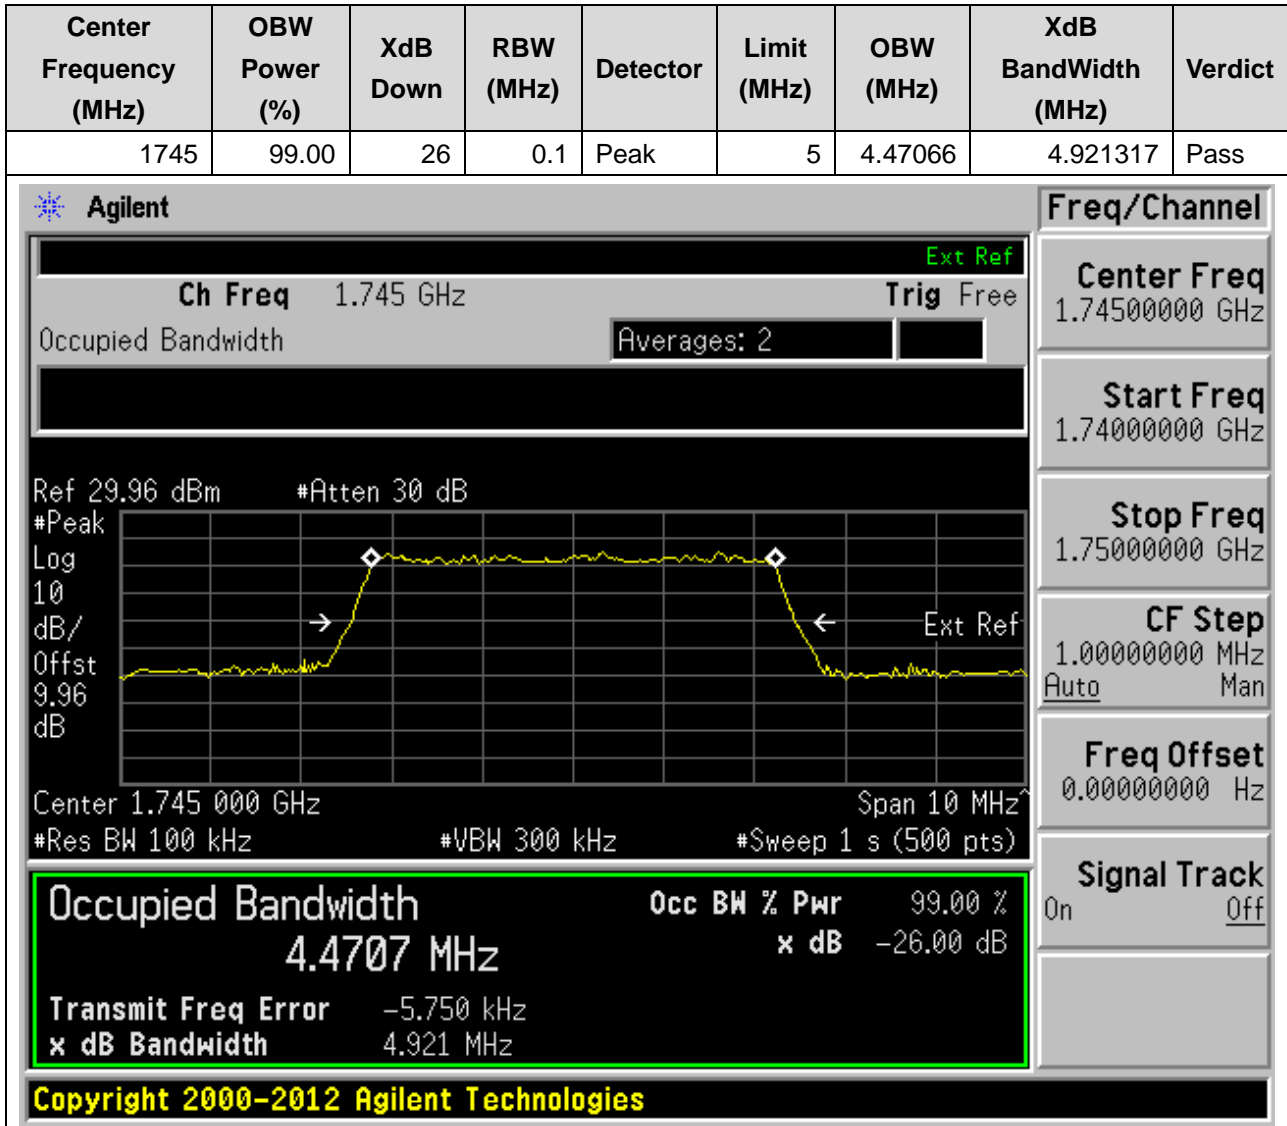 Center Frequency (MHz) OBW Power (%) XdB Down RBW (MHz) Detector Limit (MHz) OBW (MHz) XdB BandWidth (MHz) Verdict
1745 99.00 26 0.1 Peak 5 4.47066 4.921317 Pass
Agilent
Freq/Channel
Ext Ref
Ch Freq 1.745 GHz Trig Free
Occupied Bandwidth Averages: 2
Center Freq
1.74500000 GHz
Start Freq
1.74000000 GHz
Stop Freq
1.75000000 GHz
CF Step
1.00000000 MHz
Auto Man
Freq Offset
0.00000000 Hz
Signal Track
On Off
Ref 29.96 dBm #Atten 30 dB
#Peak
Log
10
dB/
Offst
9.96
dB
Ext Ref
Center 1.745 000 GHz Span 10 MHz^
#Res BW 100 kHz #VBW 300 kHz #Sweep 1 s (500 pts)
Occupied Bandwidth
4.4707 MHz
Occ BW % Pwr 99.00 %
x dB -26.00 dB
Transmit Freq Error -5.750 kHz
x dB Bandwidth 4.921 MHz
Copyright 2000-2012 Agilent Technologies